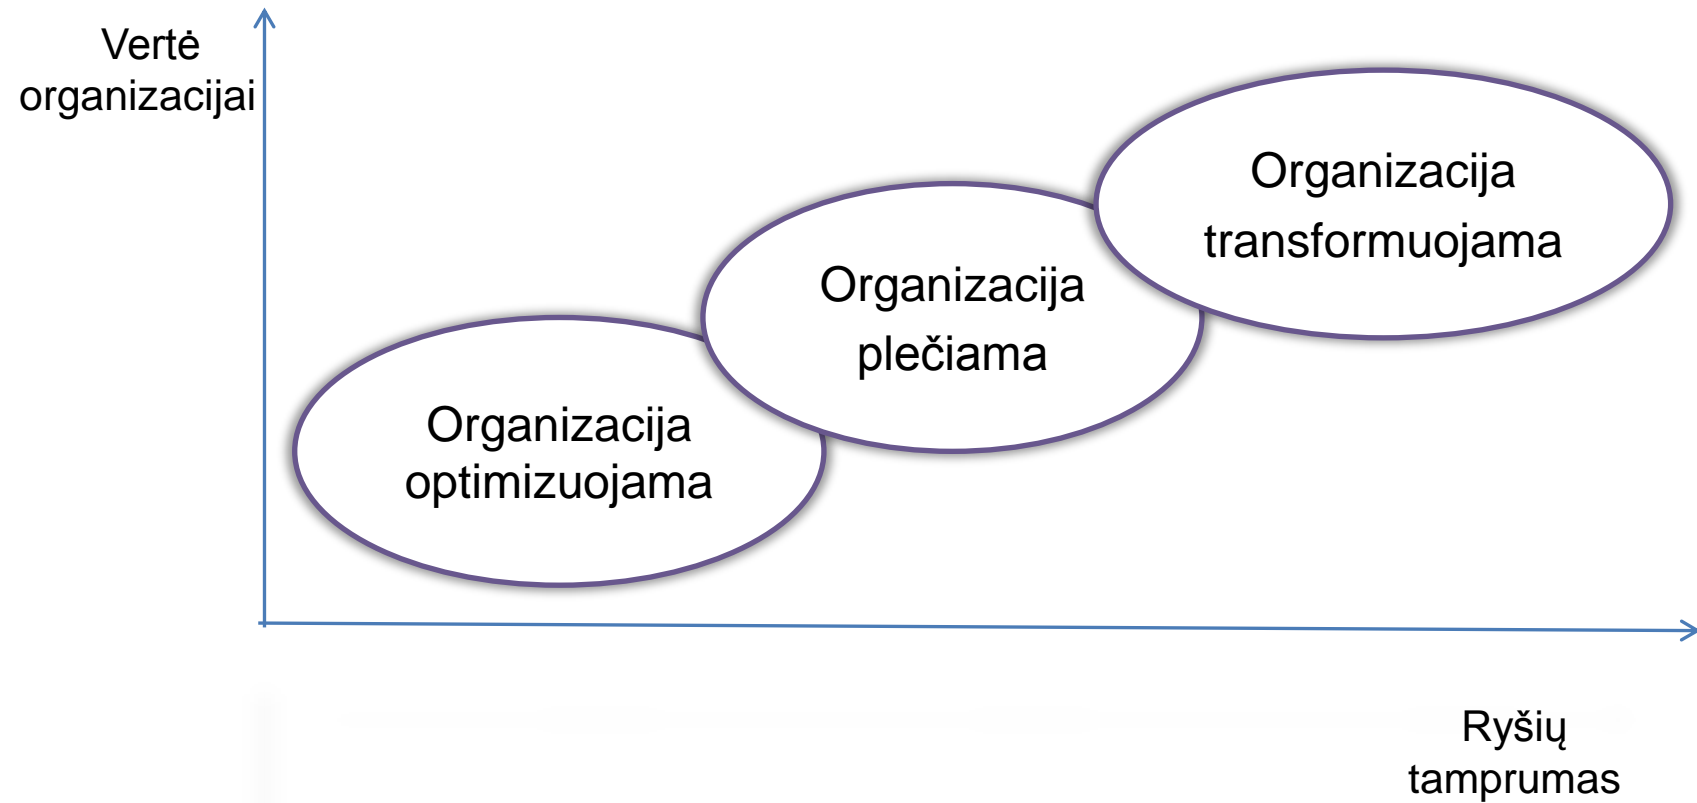 Vertė
organizacijai
Organizacija
transformuojama
Organizacija
plečiama
Organizacija
optimizuojama
Ryšių
tamprumas